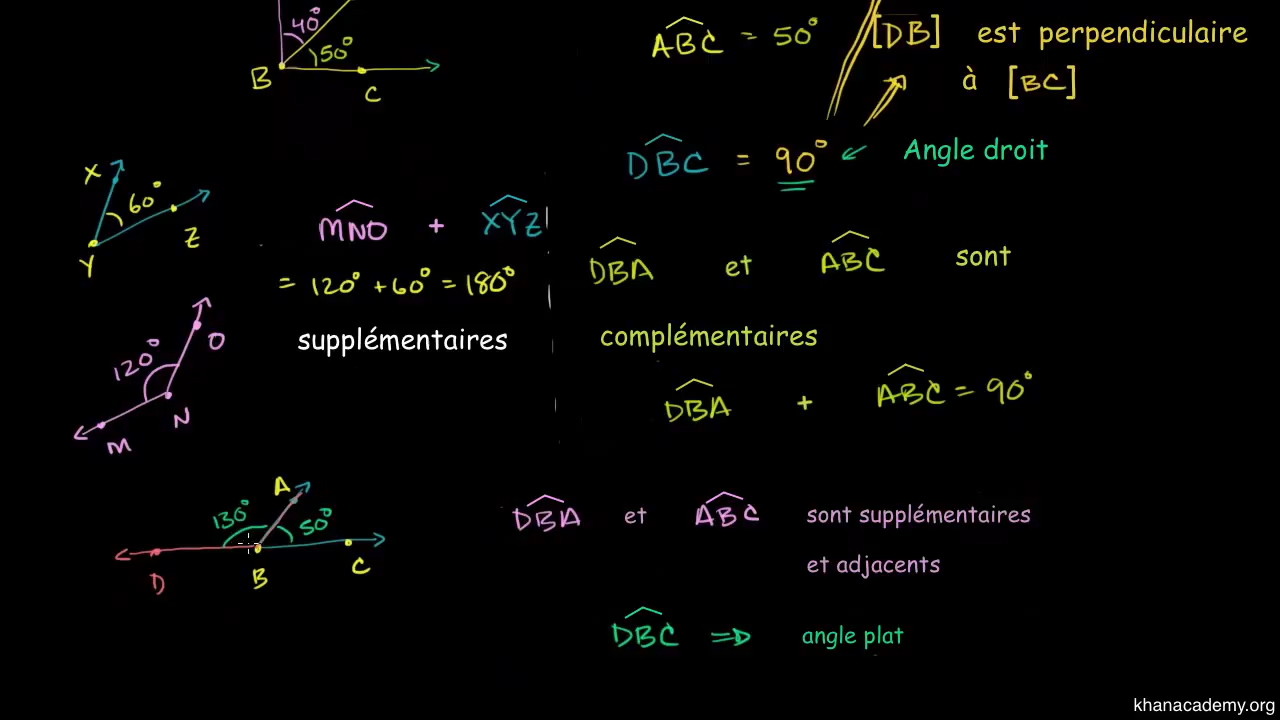 40°
50°
B
C
ABC = 50°
[DB] est perpendiculaire
à [BC]
DBC = 90° Angle droit
X
60°
Y
Z
MNO + XYZ
= 120° + 60° = 180°
supplémentaires
DBA et ABC sont
complémentaires
DBA + ABC = 90°
120°
O
N
M
A
130°
50°
D
B
C
DBA et ABC sont supplémentaires
et adjacents
DBC ⇒ angle plat
khanacademy.org